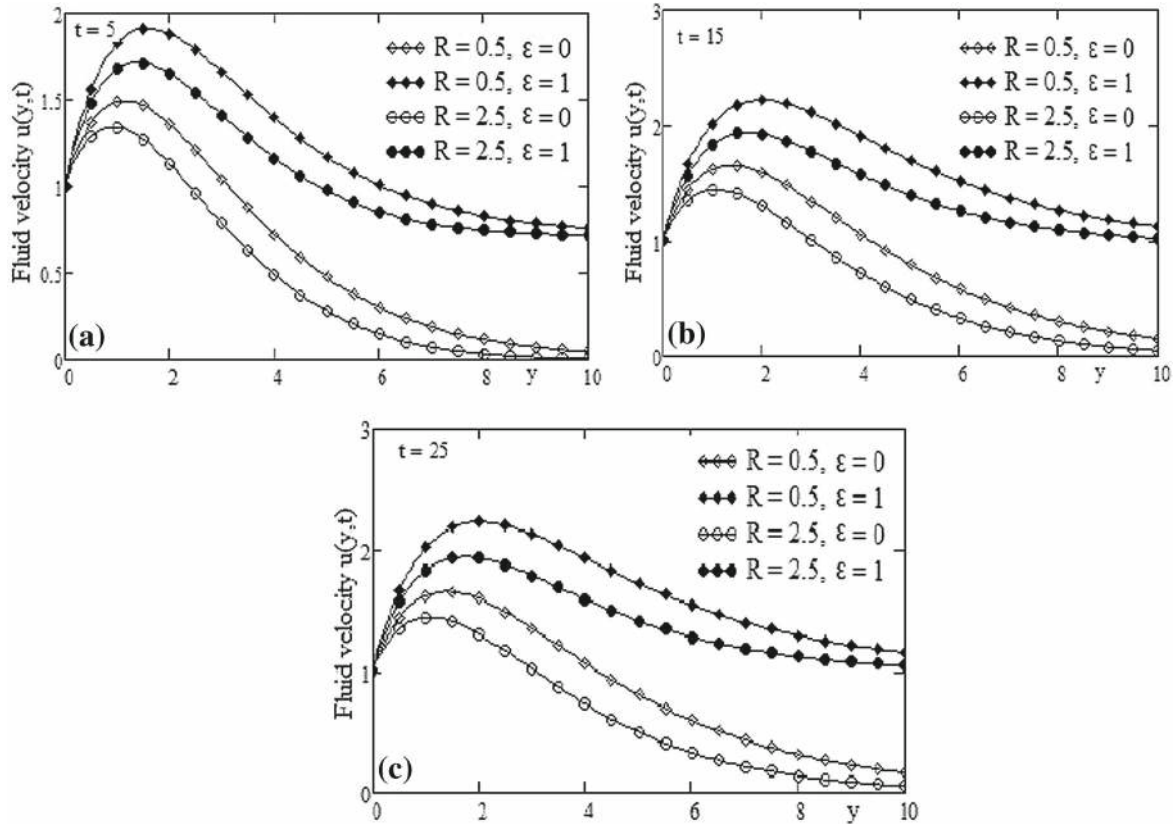 t = 5
R = 0.5, ε=0
R = 0.5, ε=1
R = 2.5, ε=0
R = 2.5, ε=1
Fluid velocity u(y,t)
2
1.5
1
0.5
0
(a)
0 2 4 6 8 y 10
t = 15
R = 0.5, ε=0
R = 0.5, ε=1
R = 2.5, ε=0
R = 2.5, ε=1
Fluid velocity u(y,t)
3
2
1
0
(b)
0 2 4 6 8 y 10
t = 25
R = 0.5, ε=0
R = 0.5, ε=1
R = 2.5, ε=0
R = 2.5, ε=1
Fluid velocity u(y,t)
3
2
1
0
(c)
0 2 4 6 8 y 10